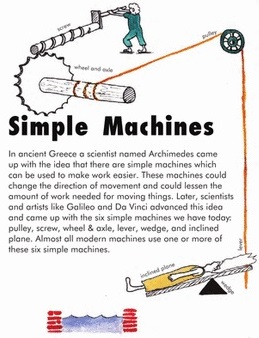 screw
pulley
wheel and axle
Simple Machines
In ancient Greece a scientist named Archimedes came
up with the idea that there are simple machines which
can be used to make work easier. These machines could
change the direction of movement and could lessen the
amount of work needed for moving things. Later, scientists
and artists like Galileo and Da Vinci advanced this idea
and came up with the six simple machines we have today:
pulley, screw, wheel & axle, lever, wedge, and inclined
plane. Almost all modern machines use one or more of
these six simple machines.
lever
inclined plane
wedge